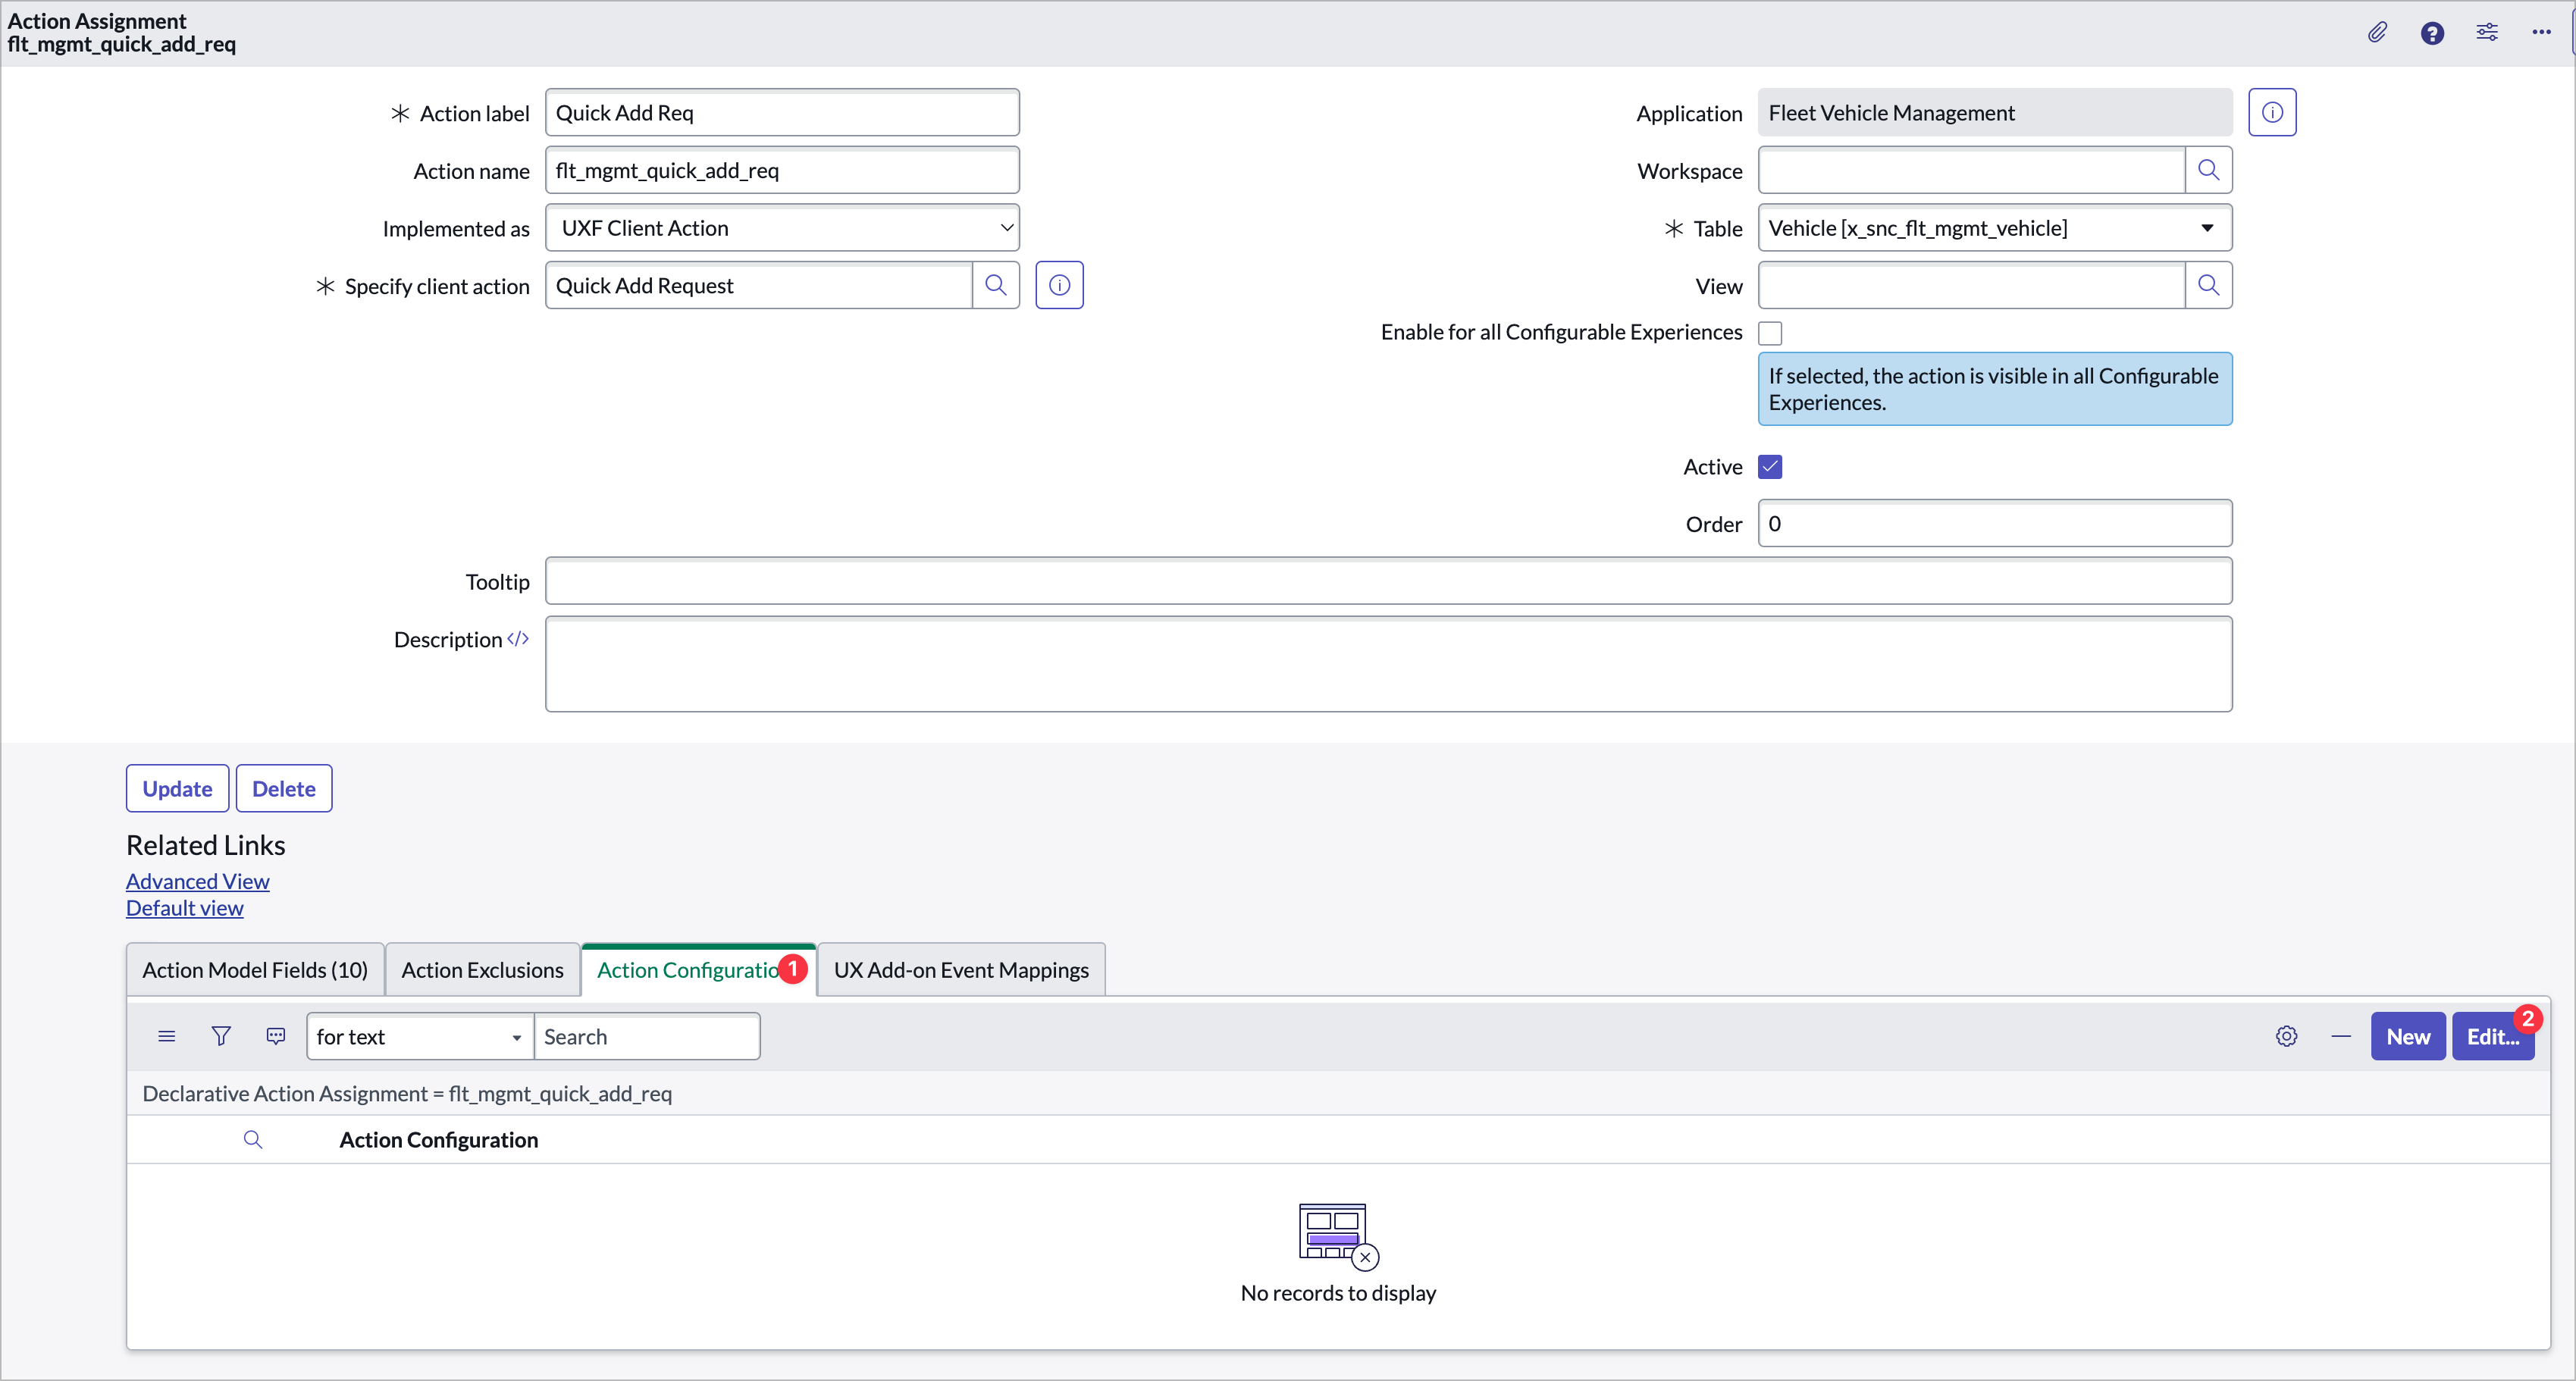 Action Assignment
flt_mgmt_quick_add_req
Action label
Quick Add Req
Action name
flt_mgmt_quick_add_req
Implemented as
UXF Client Action
Specify client action
Quick Add Request
Application
Fleet Vehicle Management
Workspace
Table
Vehicle [x_snc_flt_mgmt_vehicle]
View
Enable for all Configurable Experiences
If selected, the action is visible in all Configurable
Experiences.
Active
Order
0
Tooltip
Description </>
Update
Delete
Related Links
Advanced View
Default view
Action Model Fields (10)
Action Exclusions
Action Configuratio
1
UX Add-on Event Mappings
for text
Search
New
Edit...
2
Declarative Action Assignment = flt_mgmt_quick_add_req
Action Configuration
No records to display